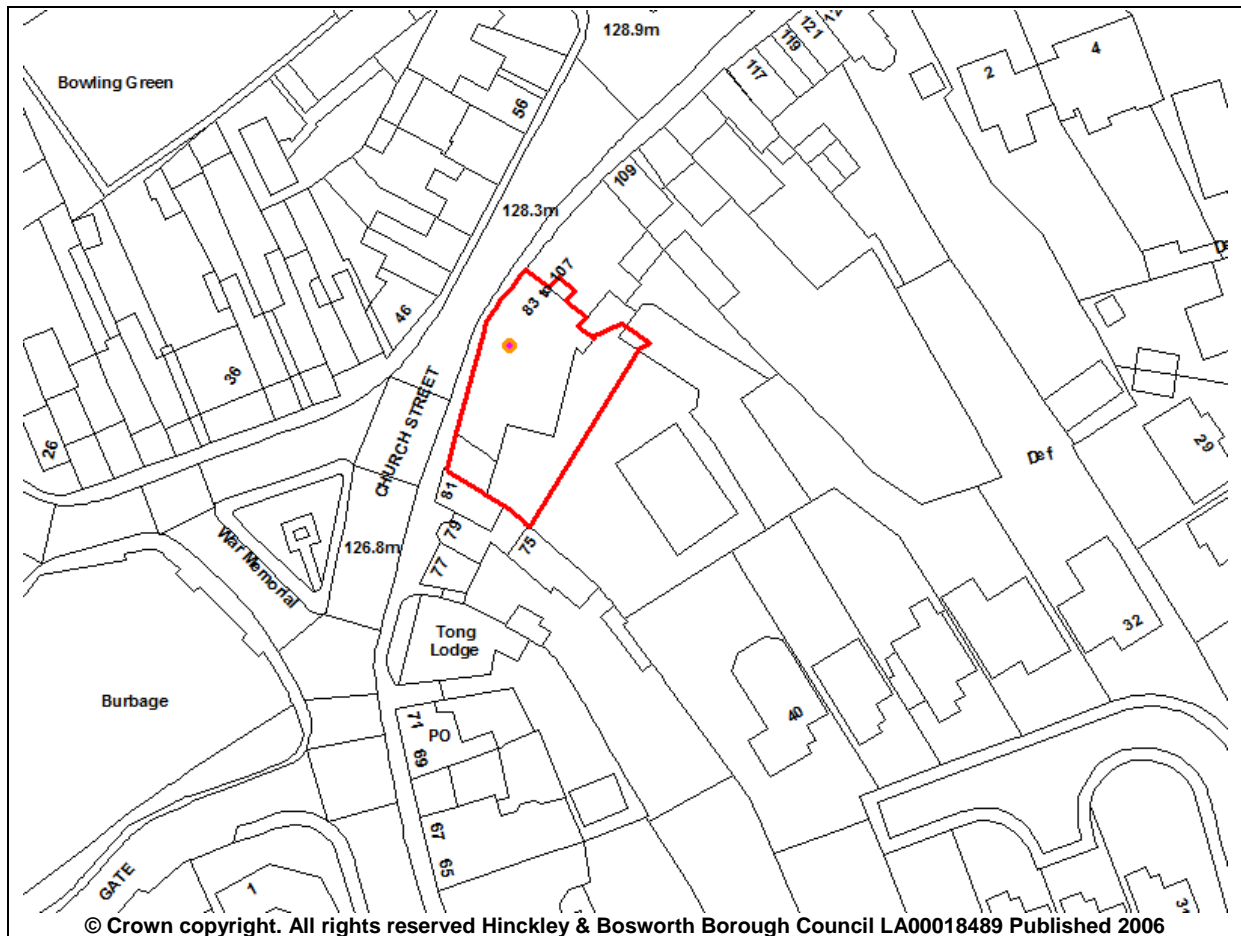 128.9m
Bowling Green
56
117
119
121
2
4
109
128.3m
83 to 107
46
36
26
CHURCH STREET
81
79
77
75
126.8m
War Memorial
Tong
Lodge
Burbage
71
PO
69
67
65
GATE
1
40
32
29
Def
31
© Crown copyright. All rights reserved Hinckley & Bosworth Borough Council LA00018489 Published 2006